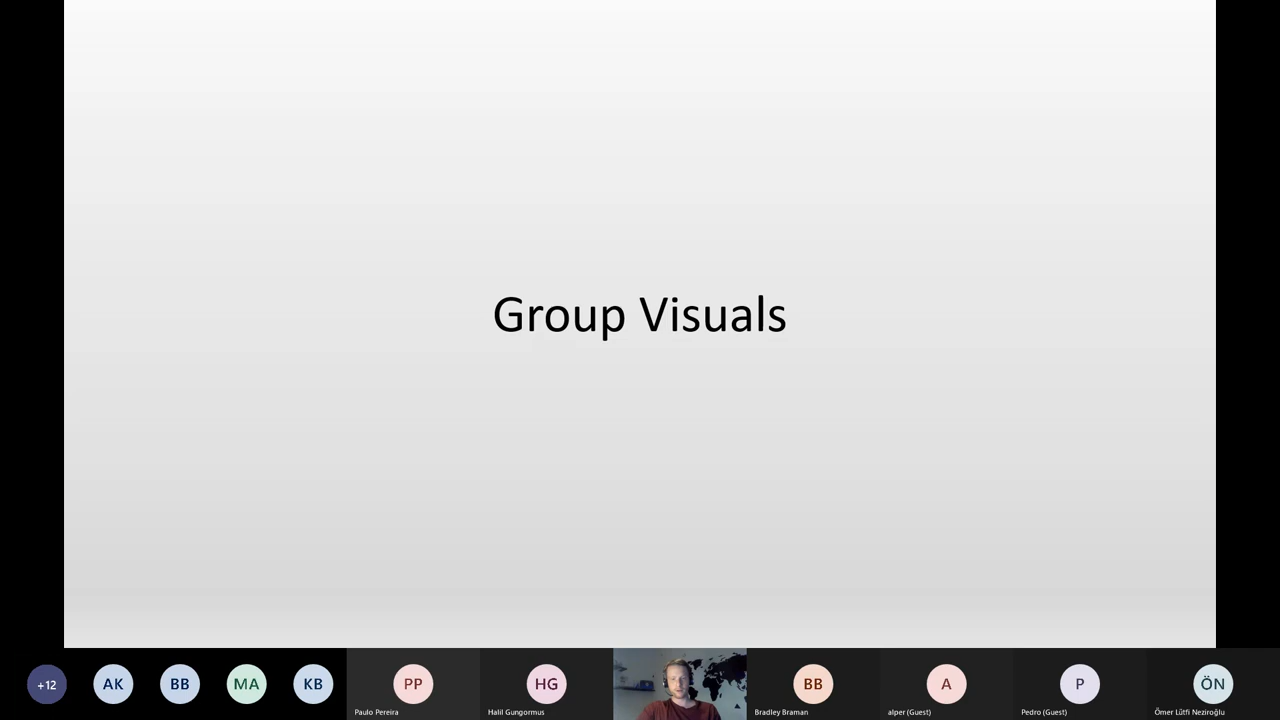 Group Visuals
+12
AK
BB
MA
KB
PP
HG
BB
A
P
ÖN
Paulo Pereira
Halil Gungormus
Bradley Braman
alper (Guest)
Pedro (Guest)
Ömer Lütfi Neziroğlu